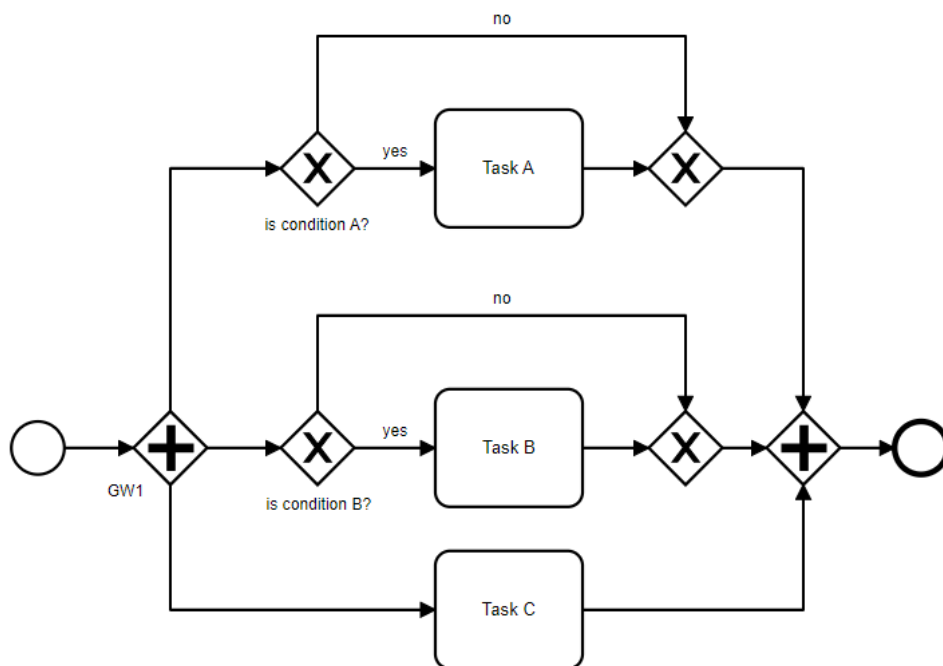 no
yes
Task A
is condition A?
no
yes
Task B
GW1
is condition B?
Task C